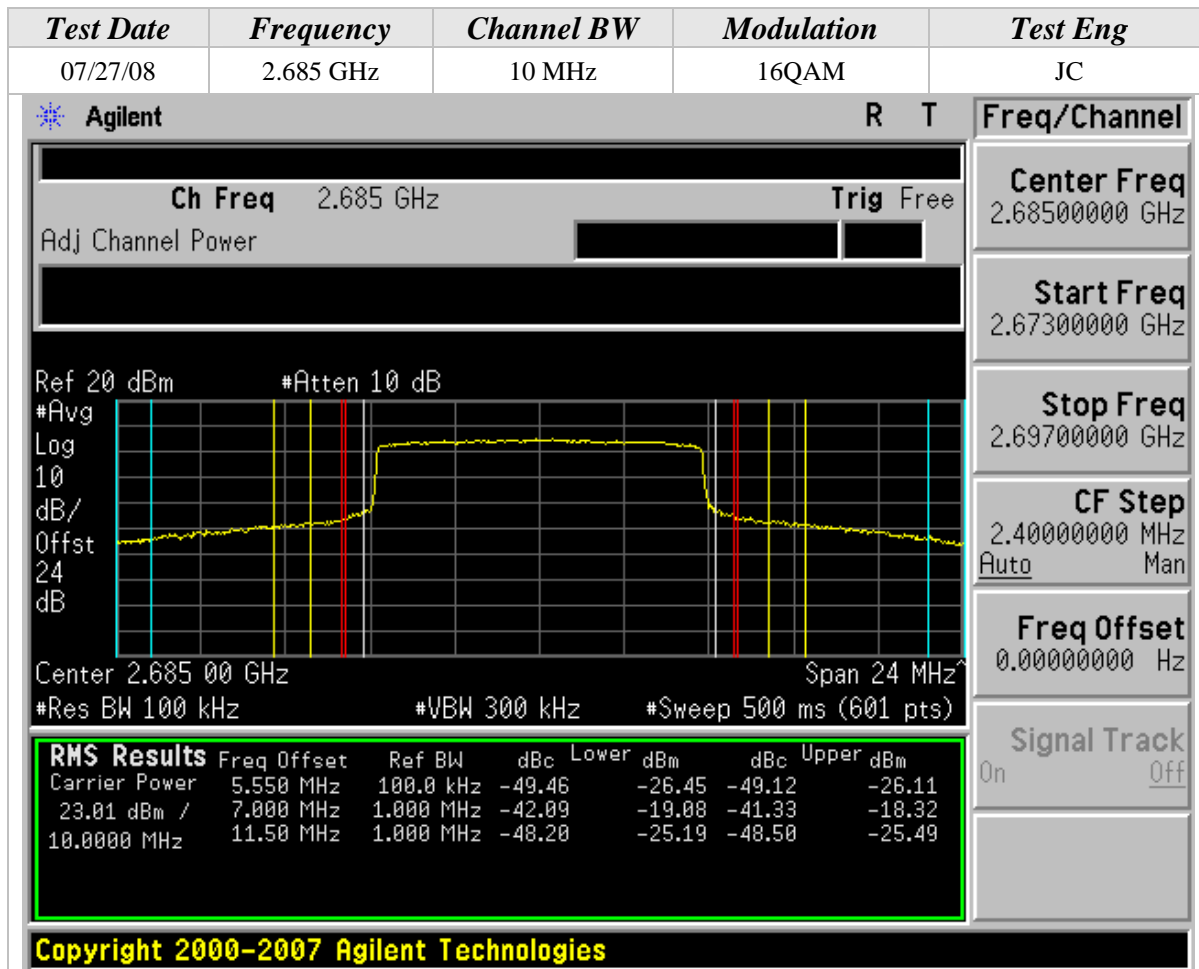 Test Date Frequency Channel BW Modulation Test Eng
07/27/08 2.685 GHz 10 MHz 16QAM JC
Agilent R T Freq/Channel
Ch Freq 2.685 GHz Trig Free
Adj Channel Power
Center Freq
2.68500000 GHz
Start Freq
2.67300000 GHz
Stop Freq
2.69700000 GHz
CF Step
2.40000000 MHz
Auto Man
Freq Offset
0.00000000 Hz
Signal Track
On Off
Ref 20 dBm #Atten 10 dB
#Avg
Log
10
dB/
Offst
24
dB
Center 2.685 00 GHz Span 24 MHz^
#Res BW 100 kHz #VBW 300 kHz #Sweep 500 ms (601 pts)
RMS Results Freq Offset Ref BW dBc Lower dBm dBc Upper dBm
Carrier Power 5.550 MHz 100.0 kHz -49.46 -26.45 -49.12 -26.11
23.01 dBm / 7.000 MHz 1.000 MHz -42.09 -19.08 -41.33 -18.32
10.0000 MHz 11.50 MHz 1.000 MHz -48.20 -25.19 -48.50 -25.49
Copyright 2000-2007 Agilent Technologies